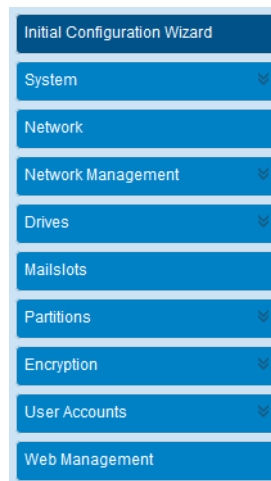 Initial Configuration Wizard
System
Network
Network Management
Drives
Mailslots
Partitions
Encryption
User Accounts
Web Management